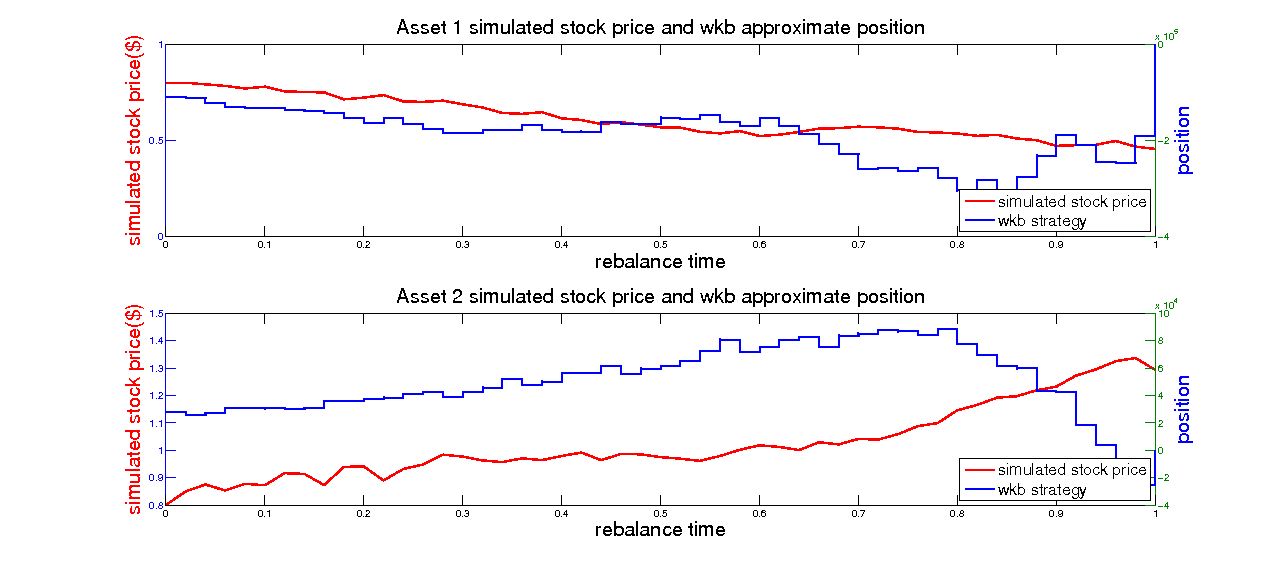 Asset 1 simulated stock price and wkb approximate position
x 10^5
simulated stock price($)
1
0.5
0
0
-2
-4
position
simulated stock price
wkb strategy
0 0.1 0.2 0.3 0.4 0.5 0.6 0.7 0.8 0.9 1
rebalance time
Asset 2 simulated stock price and wkb approximate position
x 10^4
simulated stock price($)
1.5
1.4
1.3
1.2
1.1
1
0.9
0.8
10
8
6
4
2
0
-2
-4
position
simulated stock price
wkb strategy
0 0.1 0.2 0.3 0.4 0.5 0.6 0.7 0.8 0.9 1
rebalance time